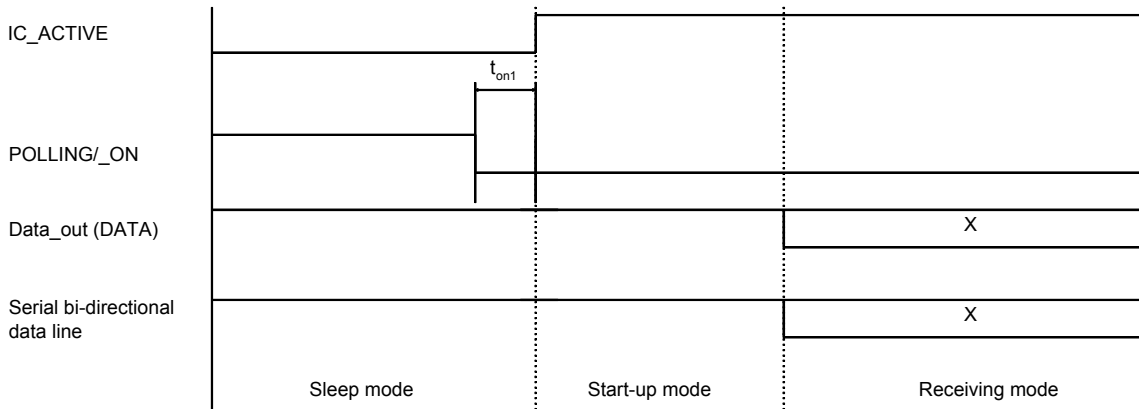 IC_ACTIVE
ton1
POLLING/_ON
Data_out (DATA)
X
Serial bi-directional
data line
X
Sleep mode
Start-up mode
Receiving mode